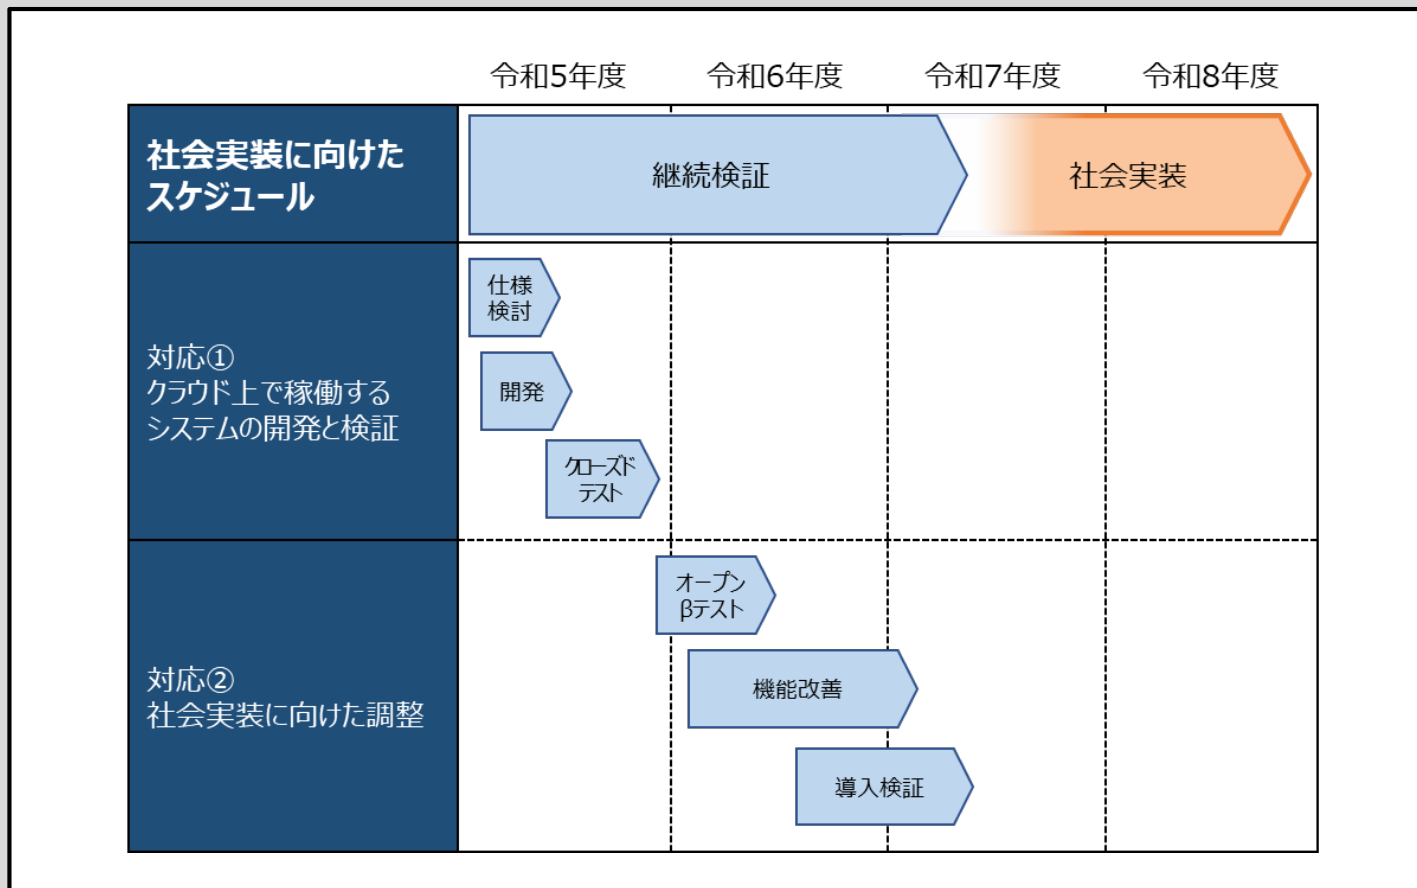 令和5年度 令和6年度 令和7年度 令和8年度
社会実装に向けた
スケジュール
継続検証
社会実装
対応①
クラウド上で稼働する
システムの開発と検証
仕様
検討
開発
クローズド
テスト
対応②
社会実装に向けた調整
オープン
βテスト
機能改善
導入検証